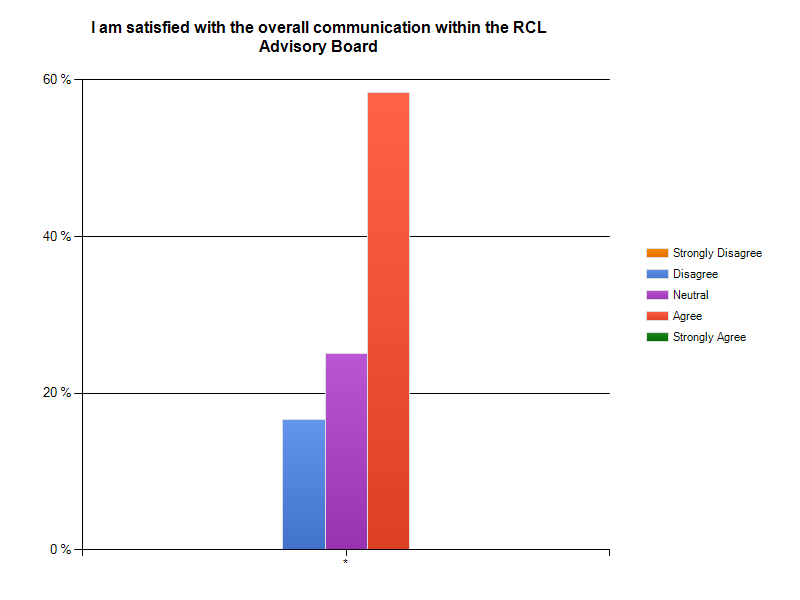 I am satisfied with the overall communication within the RCL
Advisory Board
60 %
40 %
20 %
0 %
*
Strongly Disagree
Disagree
Neutral
Agree
Strongly Agree